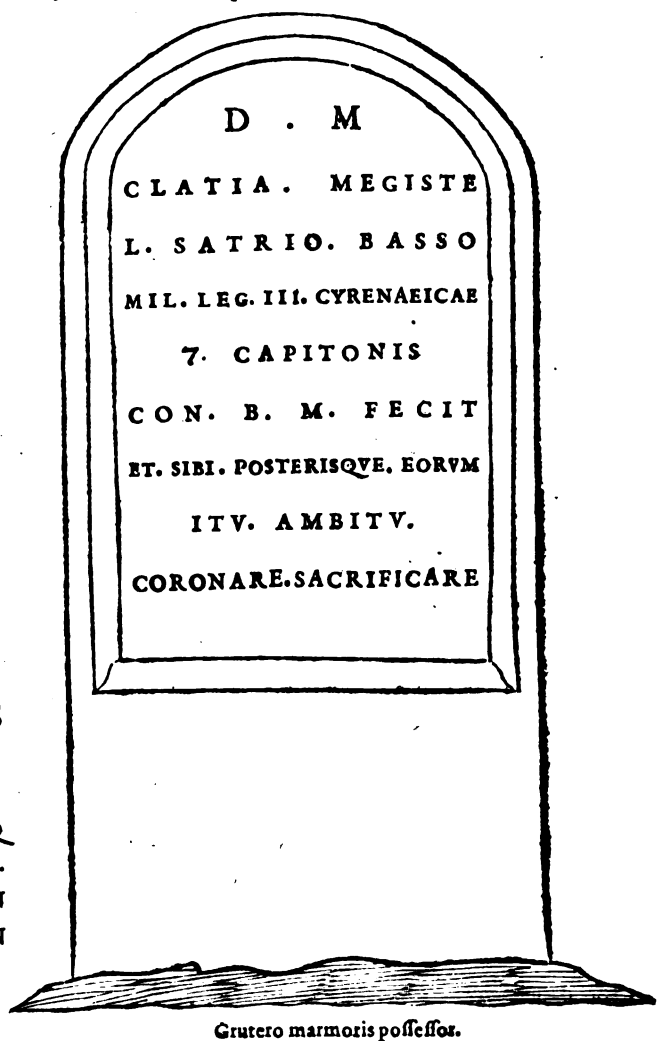 D . M
CLATIA. MEGISTE
L. SATRIO. BASSO
MIL. LEG. III. CYRENAEICAE
7. CAPITONIS
CON. B. M. FECIT
ET. SIBI. POSTERISQVE. EORVM
ITV. AMBITV.
CORONARE.SACRIFICARE
Grutero marmoris poſſeſſor.